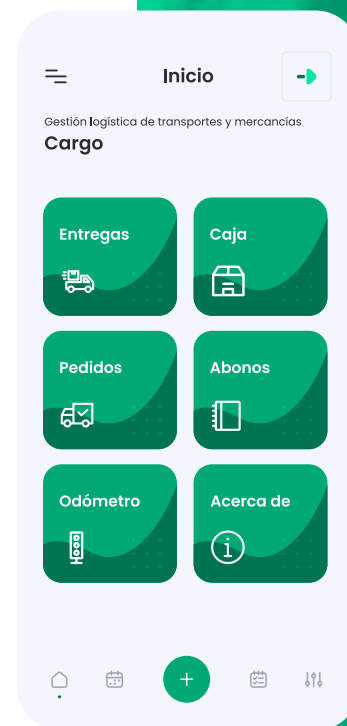 Inicio
Gestión logística de transportes y mercancías
Cargo
Entregas
Caja
Pedidos
Abonos
Odómetro
Acerca de